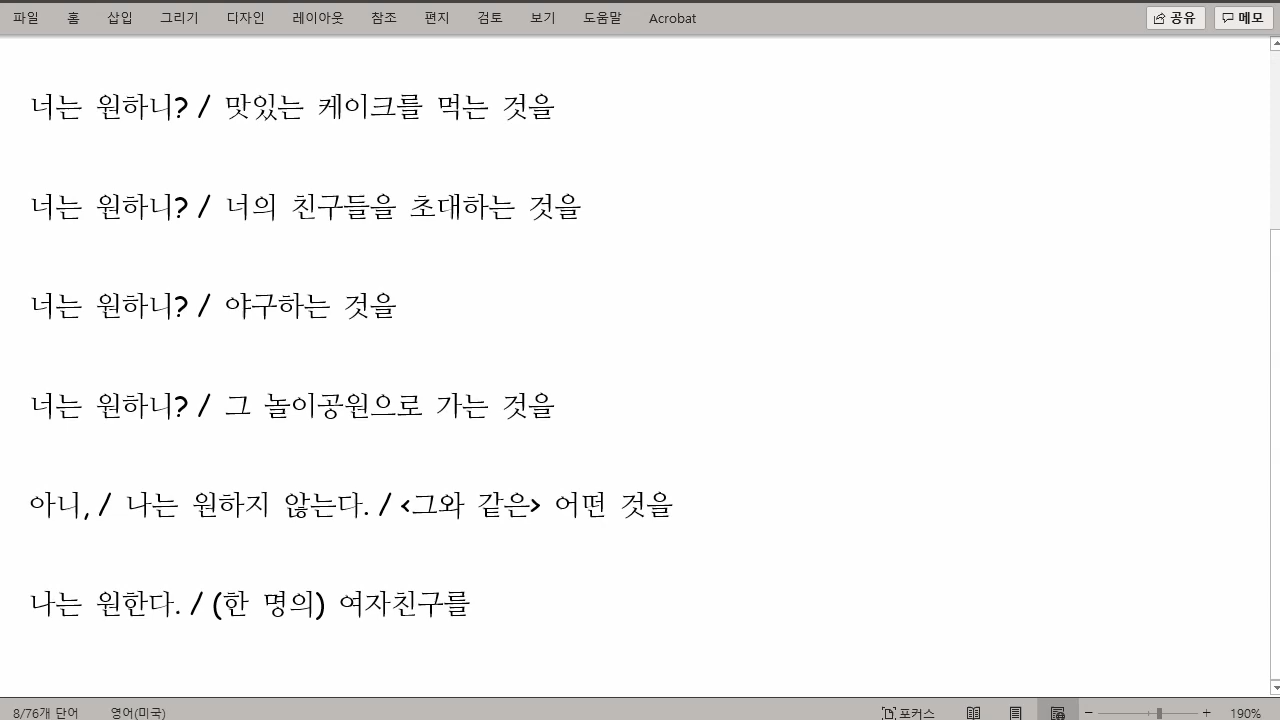 파일 홈 삽입 그리기 디자인 레이아웃 참조 편지 검토 보기 도움말 Acrobat 공유 메모
너는 원하니? / 맛있는 케이크를 먹는 것을
너는 원하니? / 너의 친구들을 초대하는 것을
너는 원하니? / 야구하는 것을
너는 원하니? / 그 놀이공원으로 가는 것을
아니, / 나는 원하지 않는다. / <그와 같은> 어떤 것을
나는 원한다. / (한 명의) 여자친구를
8/76개 단어 영어(미국) 포커스 190%